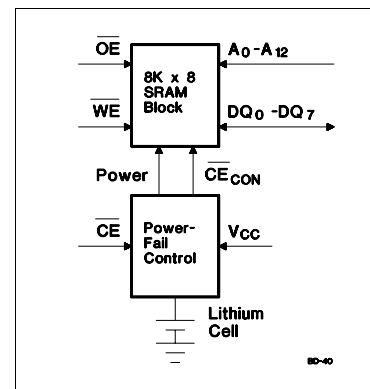 OE
A0-A12
8K x 8
SRAM
Block
WE
DQ0-DQ7
Power
CECON
CE
Power-
Fail
Control
VCC
Lithium
Cell
BD-40